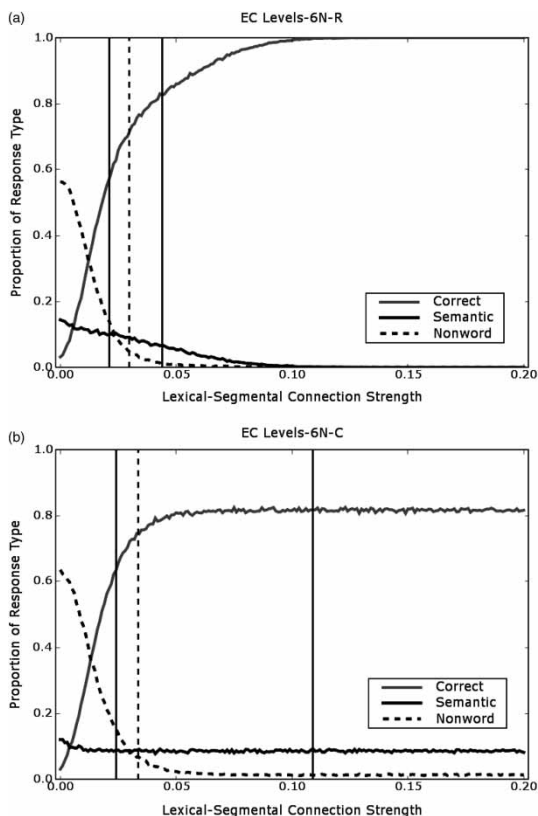 (a)
EC Levels-6N-R
1.0
0.8
0.6
0.4
0.2
0.0
Proportion of Response Type
Correct
Semantic
Nonword
0.00 0.05 0.10 0.15 0.20
Lexical-Segmental Connection Strength
(b)
EC Levels-6N-C
1.0
0.8
0.6
0.4
0.2
0.0
Proportion of Response Type
Correct
Semantic
Nonword
0.00 0.05 0.10 0.15 0.20
Lexical-Segmental Connection Strength